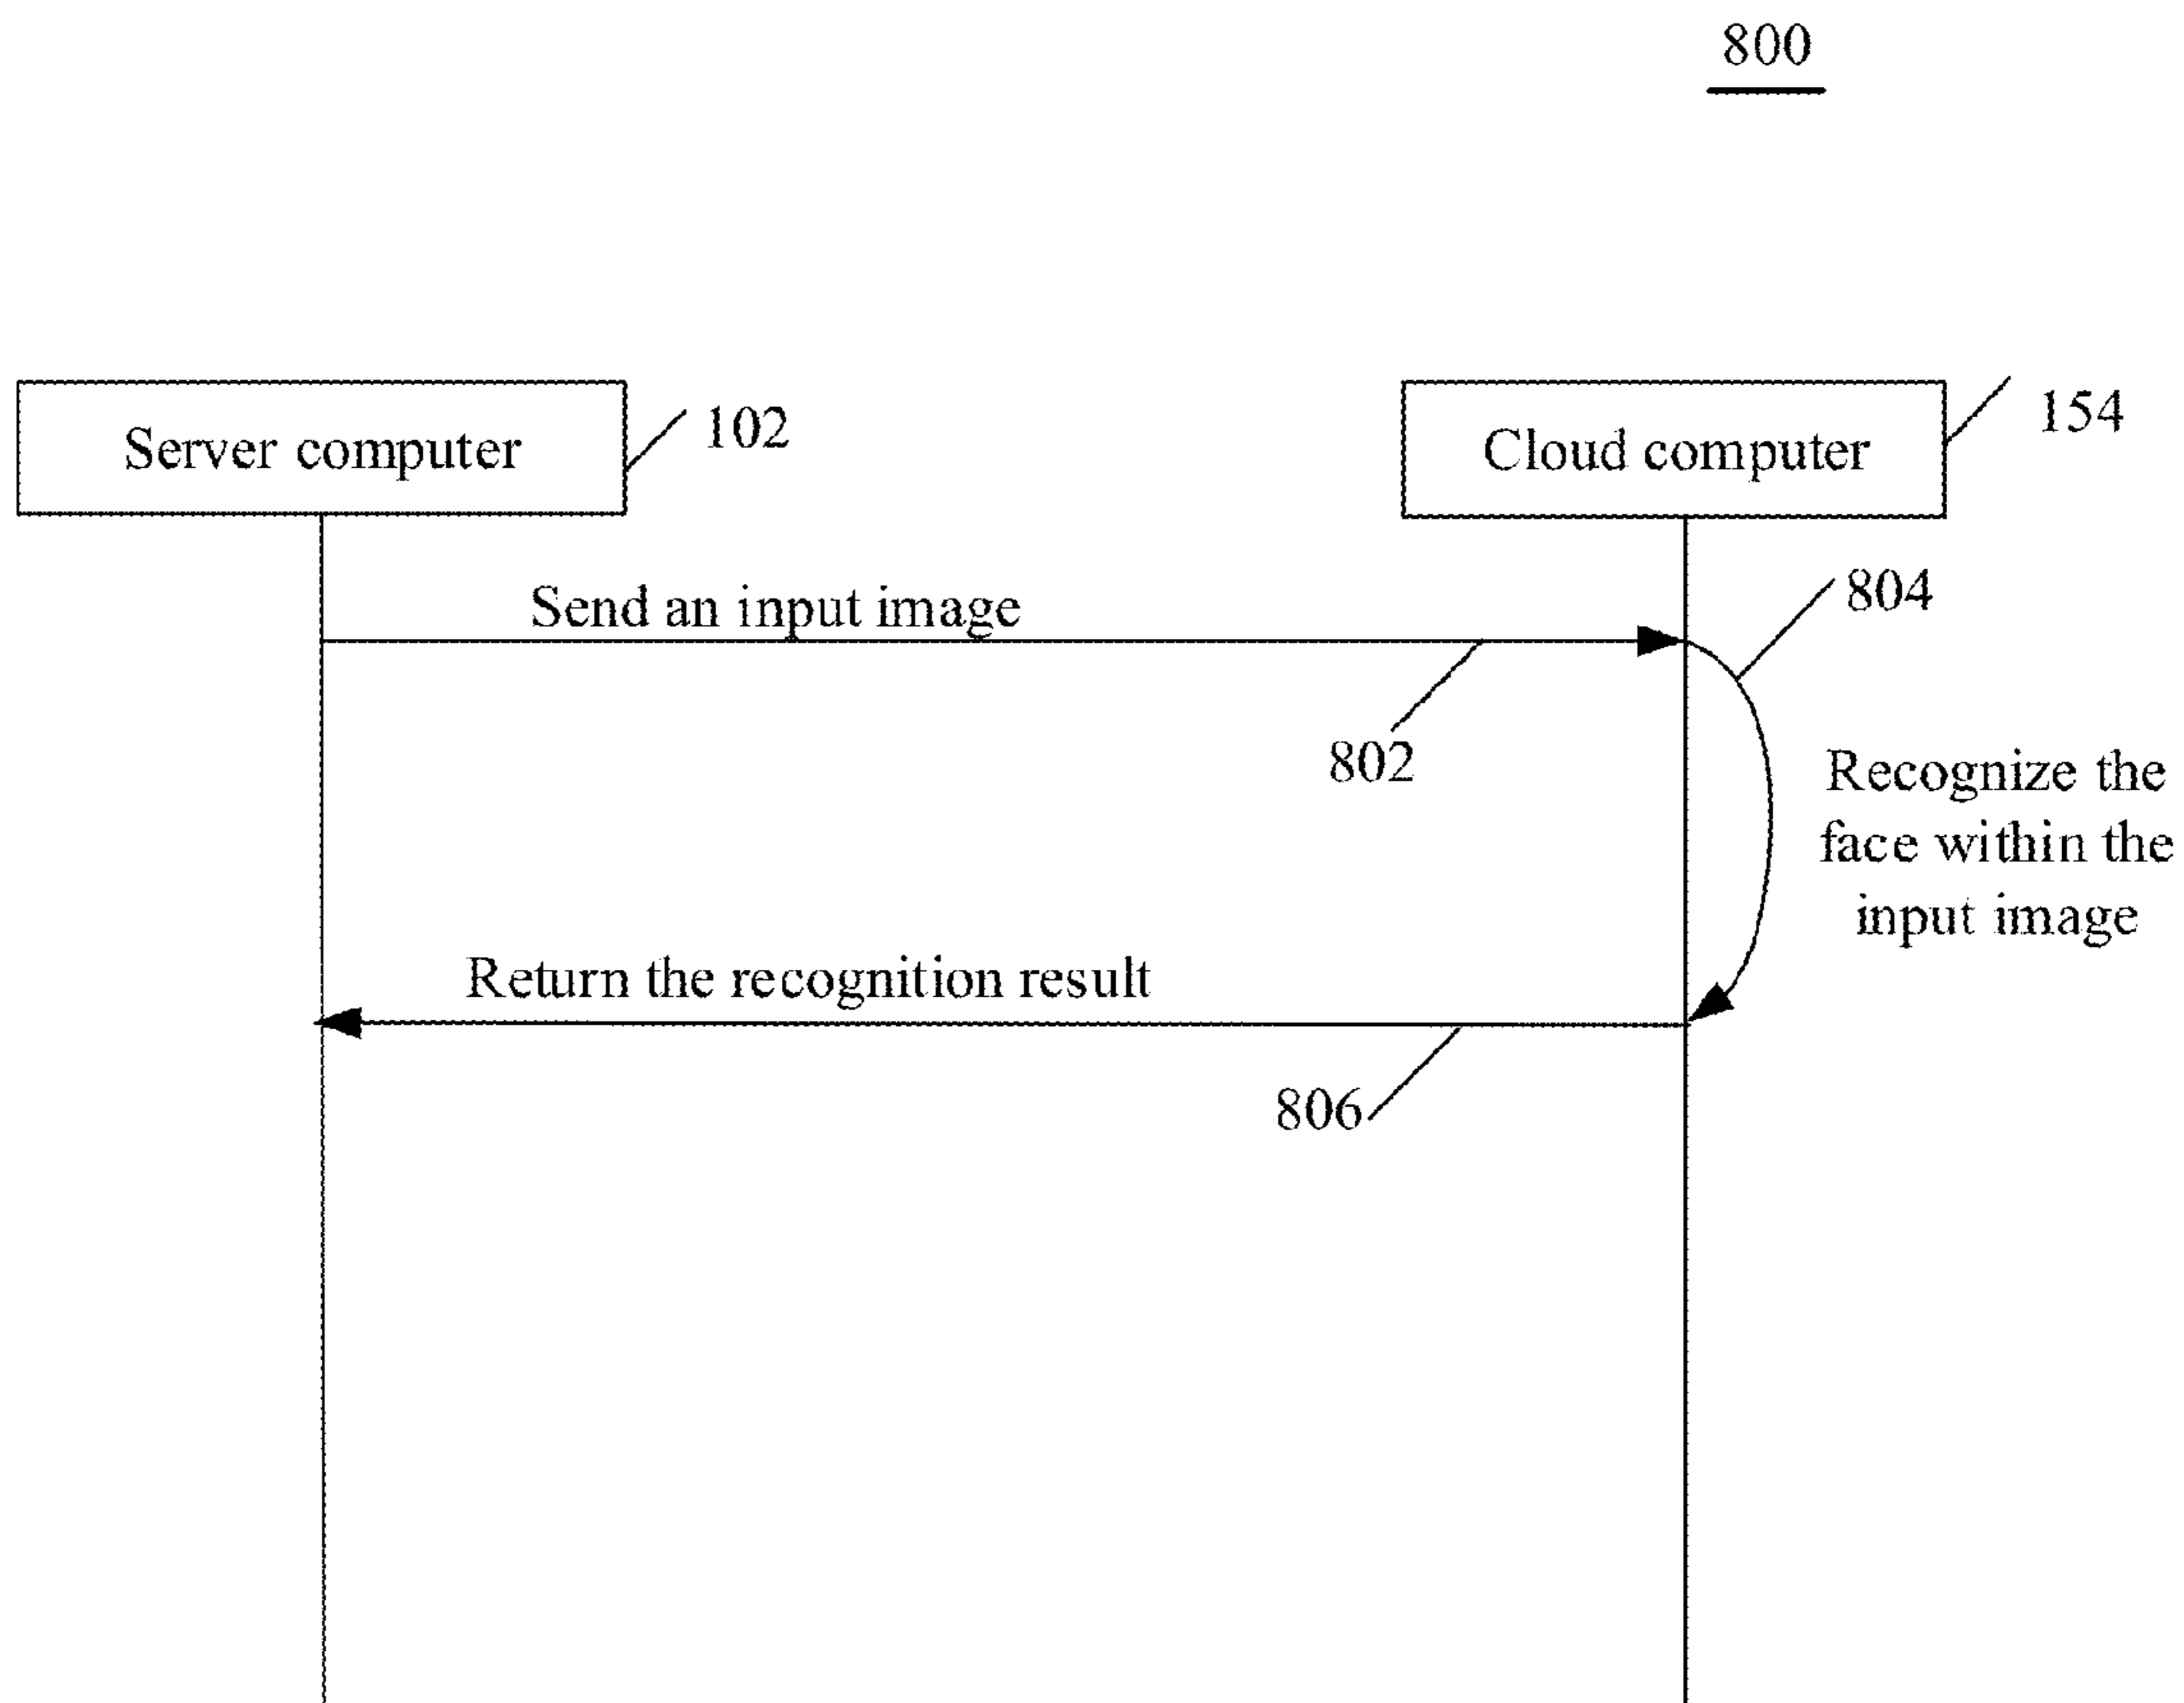 800
Server computer
102
Cloud computer
154
Send an input image
804
802
Recognize the
face within the
input image
Return the recognition result
806